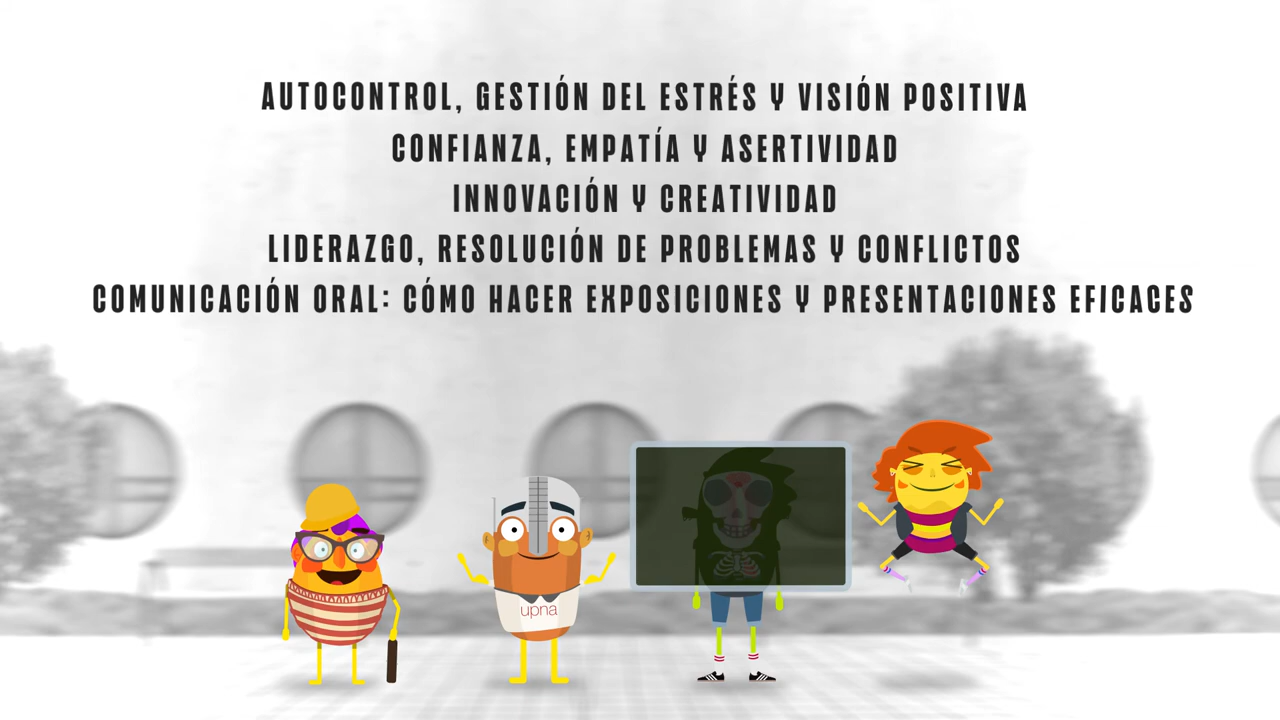 AUTOCONTROL, GESTIÓN DEL ESTRÉS Y VISIÓN POSITIVA
CONFIANZA, EMPATÍA Y ASERTIVIDAD
INNOVACIÓN Y CREATIVIDAD
LIDERAZGO, RESOLUCIÓN DE PROBLEMAS Y CONFLICTOS
COMUNICACIÓN ORAL: CÓMO HACER EXPOSICIONES Y PRESENTACIONES EFICACES
upna